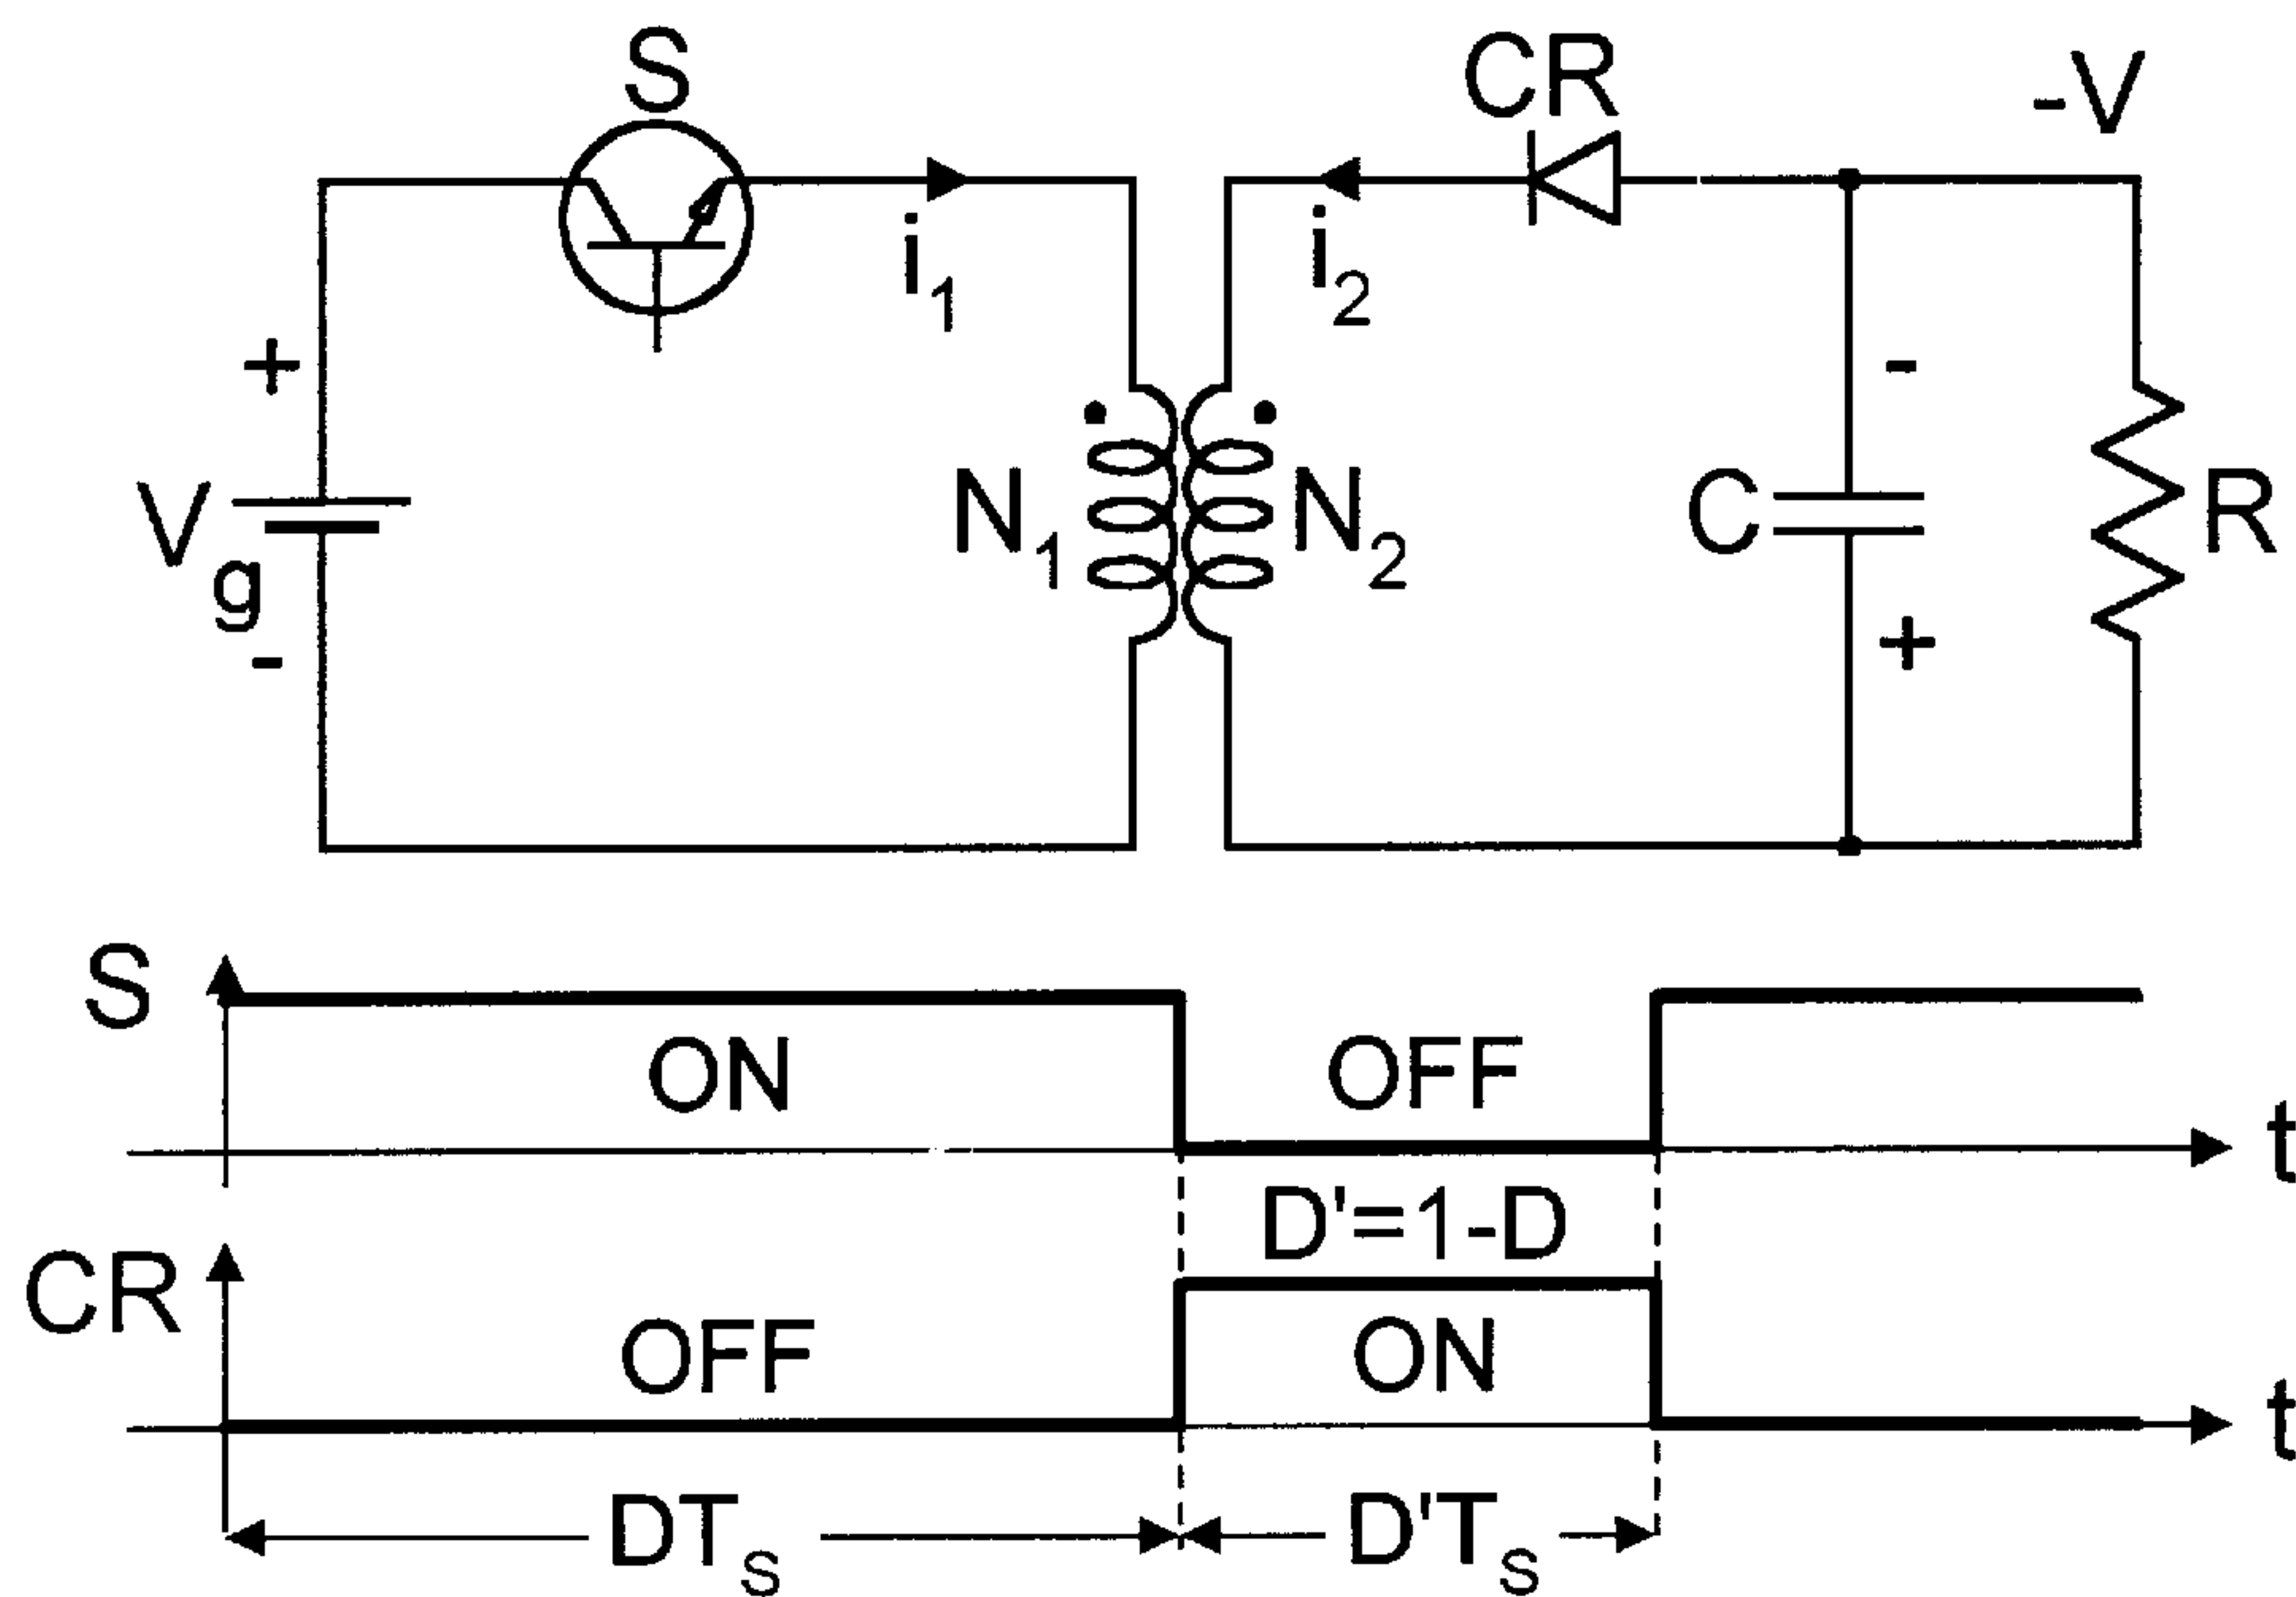 S
CR
-V
i1
i2
+
-
Vg
N1
N2
C
R
-
+
S
ON
OFF
t
D'=1-D
CR
OFF
ON
t
DTS
D'TS